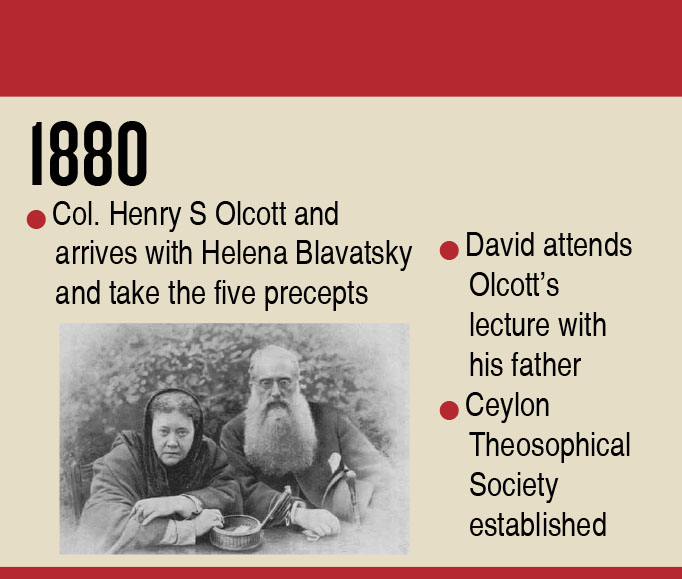 1880
● Col. Henry S Olcott and
arrives with Helena Blavatsky
and take the five precepts
● David attends
Olcott’s
lecture with
his father
● Ceylon
Theosophical
Society
established